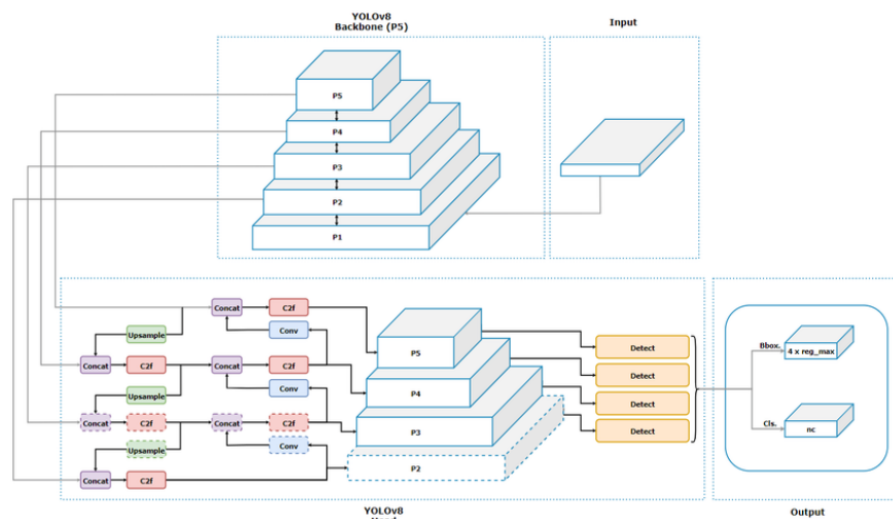 YOLOv8
Backbone (P5)
Input
P5
P4
P3
P2
P1
Concat
C2f
Upsample
Conv
P5
Detect
Bbox.
4 x reg_max
Concat
C2f
Concat
C2f
Detect
P4
Upsample
Conv
Detect
Concat
C2f
Concat
C2f
P3
Detect
Cls.
nc
Upsample
Conv
P2
Concat
C2f
YOLOv8
Output